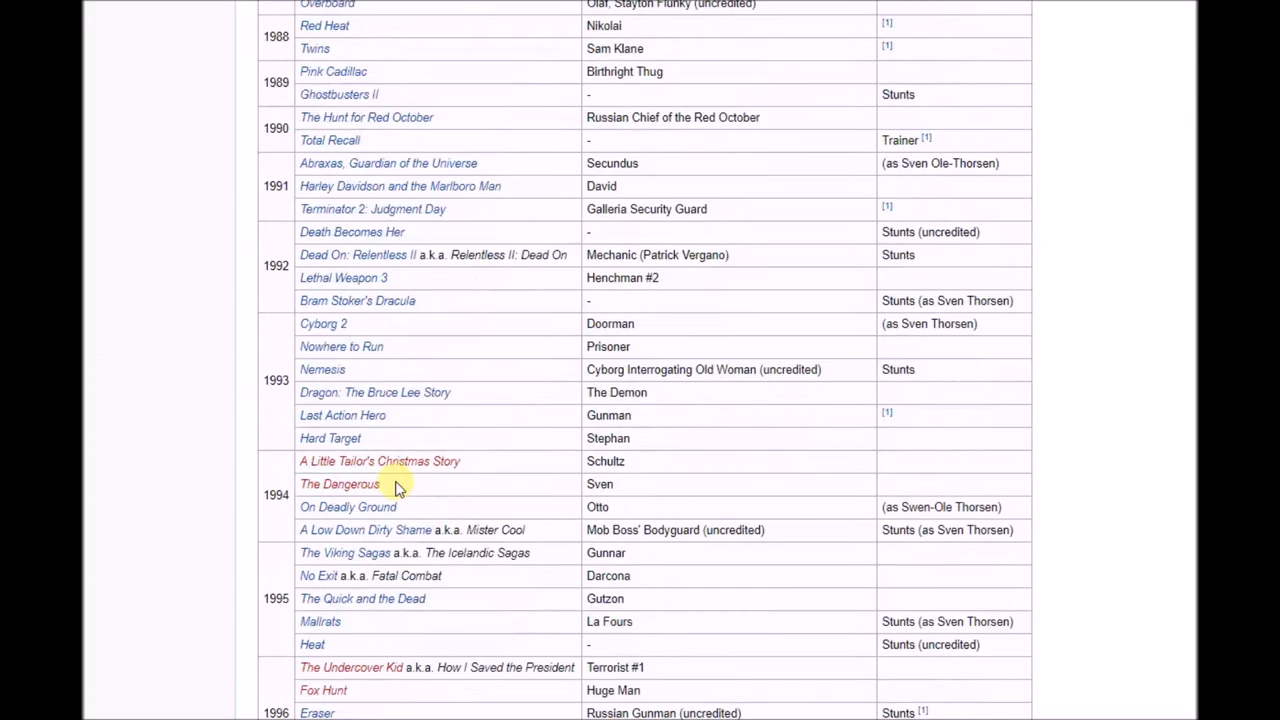 Overboard Olaf, Stayton Flunky (uncredited)
1988 Red Heat Nikolai [1]
Twins Sam Klane [1]
1989 Pink Cadillac Birthright Thug
Ghostbusters II - Stunts
1990 The Hunt for Red October Russian Chief of the Red October
Total Recall - Trainer [1]
1991 Abraxas, Guardian of the Universe Secundus (as Sven Ole-Thorsen)
Harley Davidson and the Marlboro Man David
Terminator 2: Judgment Day Galleria Security Guard [1]
1992 Death Becomes Her - Stunts (uncredited)
Dead On: Relentless II a.k.a. Relentless II: Dead On Mechanic (Patrick Vergano) Stunts
Lethal Weapon 3 Henchman #2
Bram Stoker's Dracula - Stunts (as Sven Thorsen)
1993 Cyborg 2 Doorman (as Sven Thorsen)
Nowhere to Run Prisoner
Nemesis Cyborg Interrogating Old Woman (uncredited) Stunts
Dragon: The Bruce Lee Story The Demon
Last Action Hero Gunman [1]
Hard Target Stephan
1994 A Little Tailor's Christmas Story Schultz
The Dangerous Sven
On Deadly Ground Otto (as Swen-Ole Thorsen)
A Low Down Dirty Shame a.k.a. Mister Cool Mob Boss' Bodyguard (uncredited) Stunts (as Sven Thorsen)
1995 The Viking Sagas a.k.a. The Icelandic Sagas Gunnar
No Exit a.k.a. Fatal Combat Darcona
The Quick and the Dead Gutzon
Mallrats La Fours Stunts (as Sven Thorsen)
Heat - Stunts (uncredited)
1996 The Undercover Kid a.k.a. How I Saved the President Terrorist #1
Fox Hunt Huge Man
Eraser Russian Gunman (uncredited) Stunts [1]